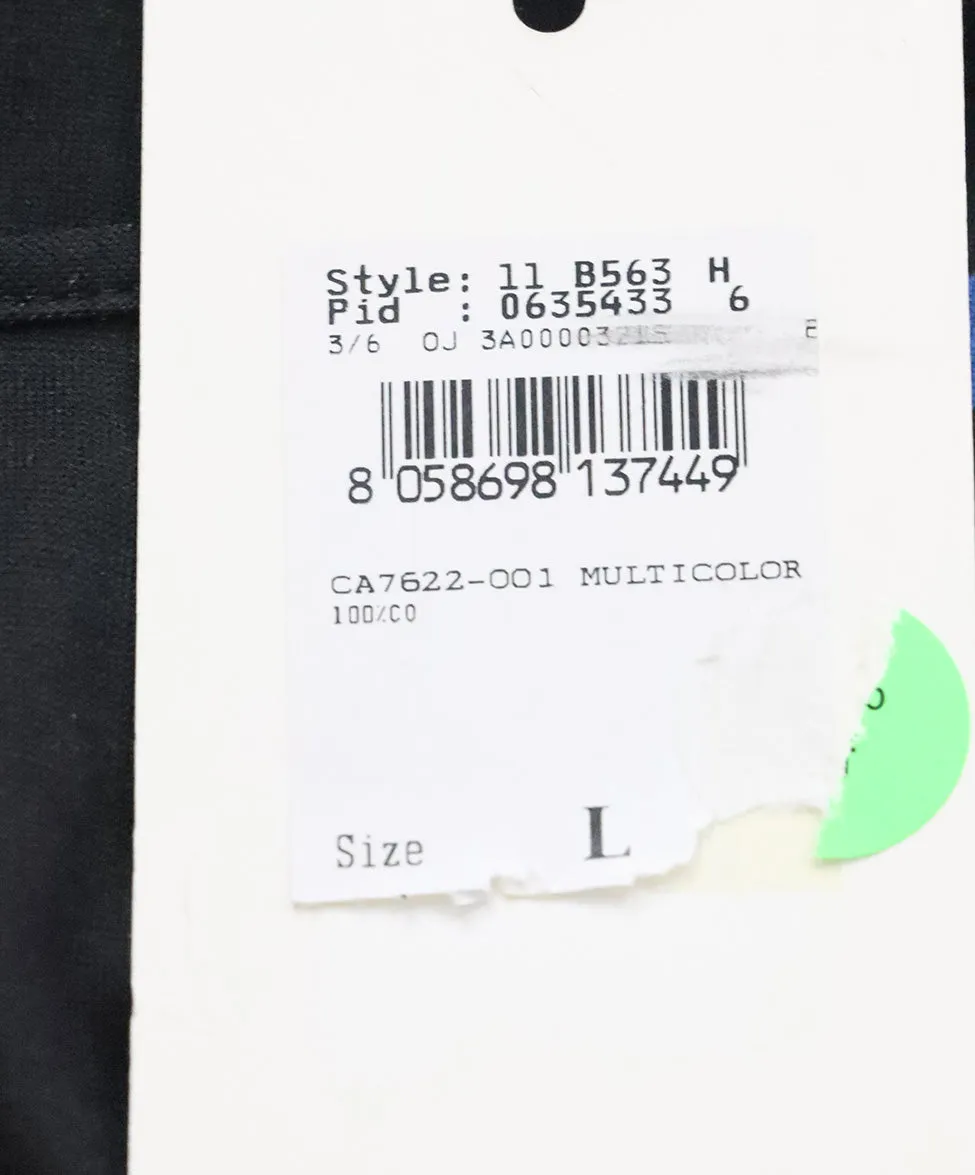 Style: 11 B563 H
Pid : 0635433 6
3/6 OJ 3A00003
8 058698 137449
CA7622-001 MULTICOLOR
100%CO
Size L